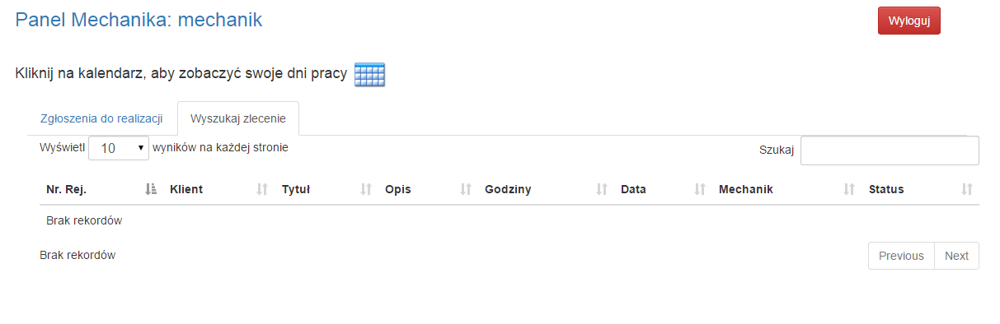 Panel Mechanika: mechanik
Wyloguj
Kliknij na kalendarz, aby zobaczyć swoje dni pracy
Zgłoszenia do realizacji Wyszukaj zlecenie
Wyświetl 10 wyników na każdej stronie Szukaj
Nr. Rej. Klient Tytuł Opis Godziny Data Mechanik Status
Brak rekordów
Brak rekordów Previous Next